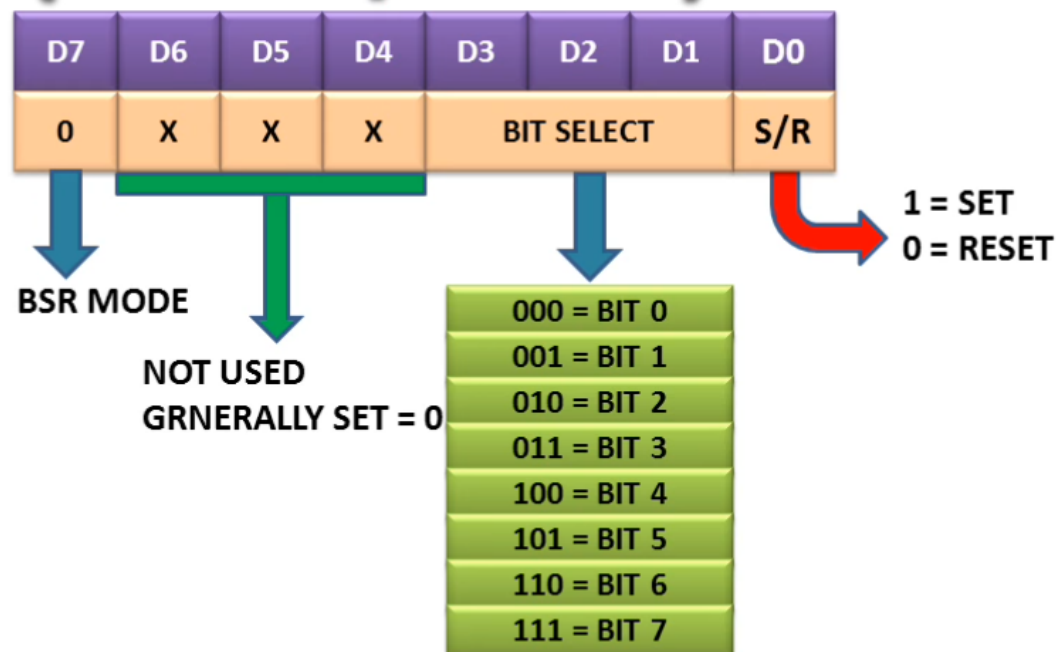 D7 D6 D5 D4 D3 D2 D1 D0
0 X X X BIT SELECT S/R
1 = SET
0 = RESET
BSR MODE
NOT USED
GRNERALLY SET = 0
000 = BIT 0
001 = BIT 1
010 = BIT 2
011 = BIT 3
100 = BIT 4
101 = BIT 5
110 = BIT 6
111 = BIT 7